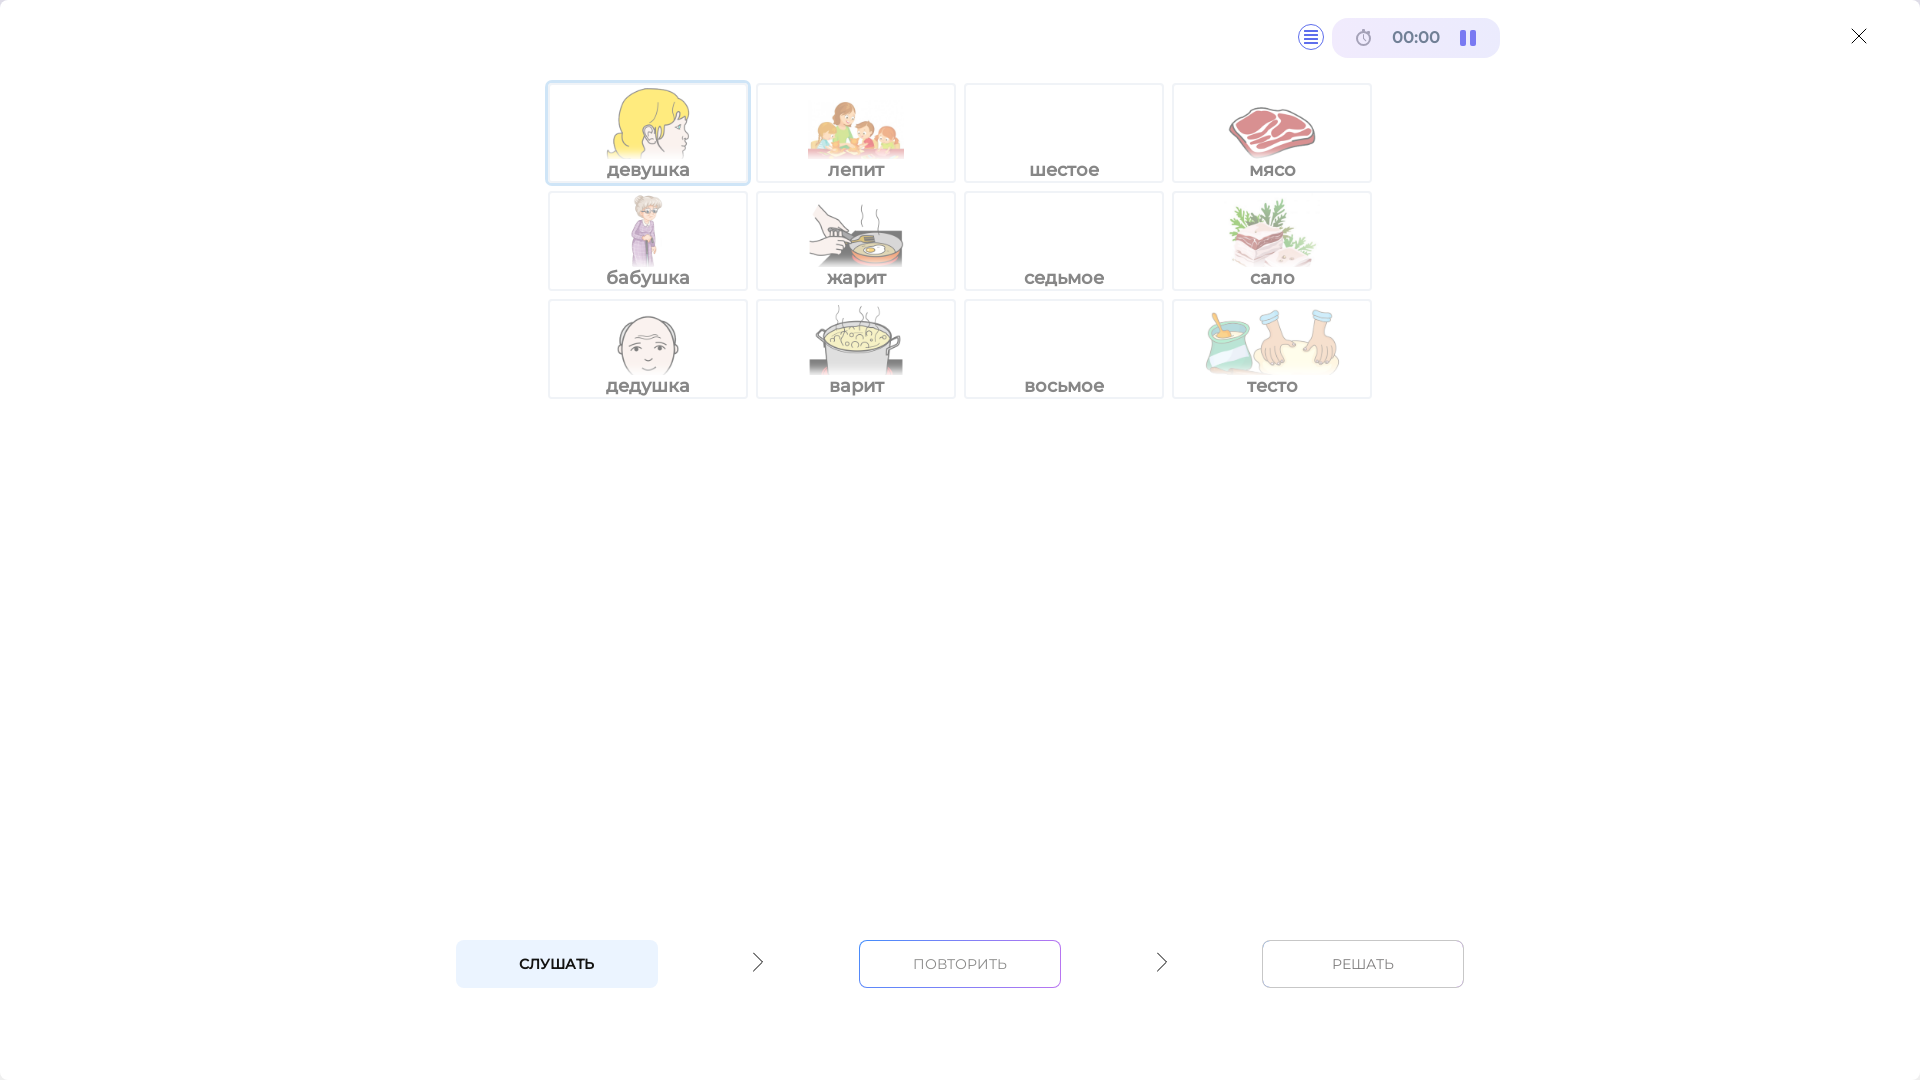 00:00
девушка
лепит
шестое
мясо
бабушка
жарит
седьмое
сало
дедушка
варит
восьмое
тесто
СЛУШАТЬ
ПОВТОРИТЬ
РЕШАТЬ